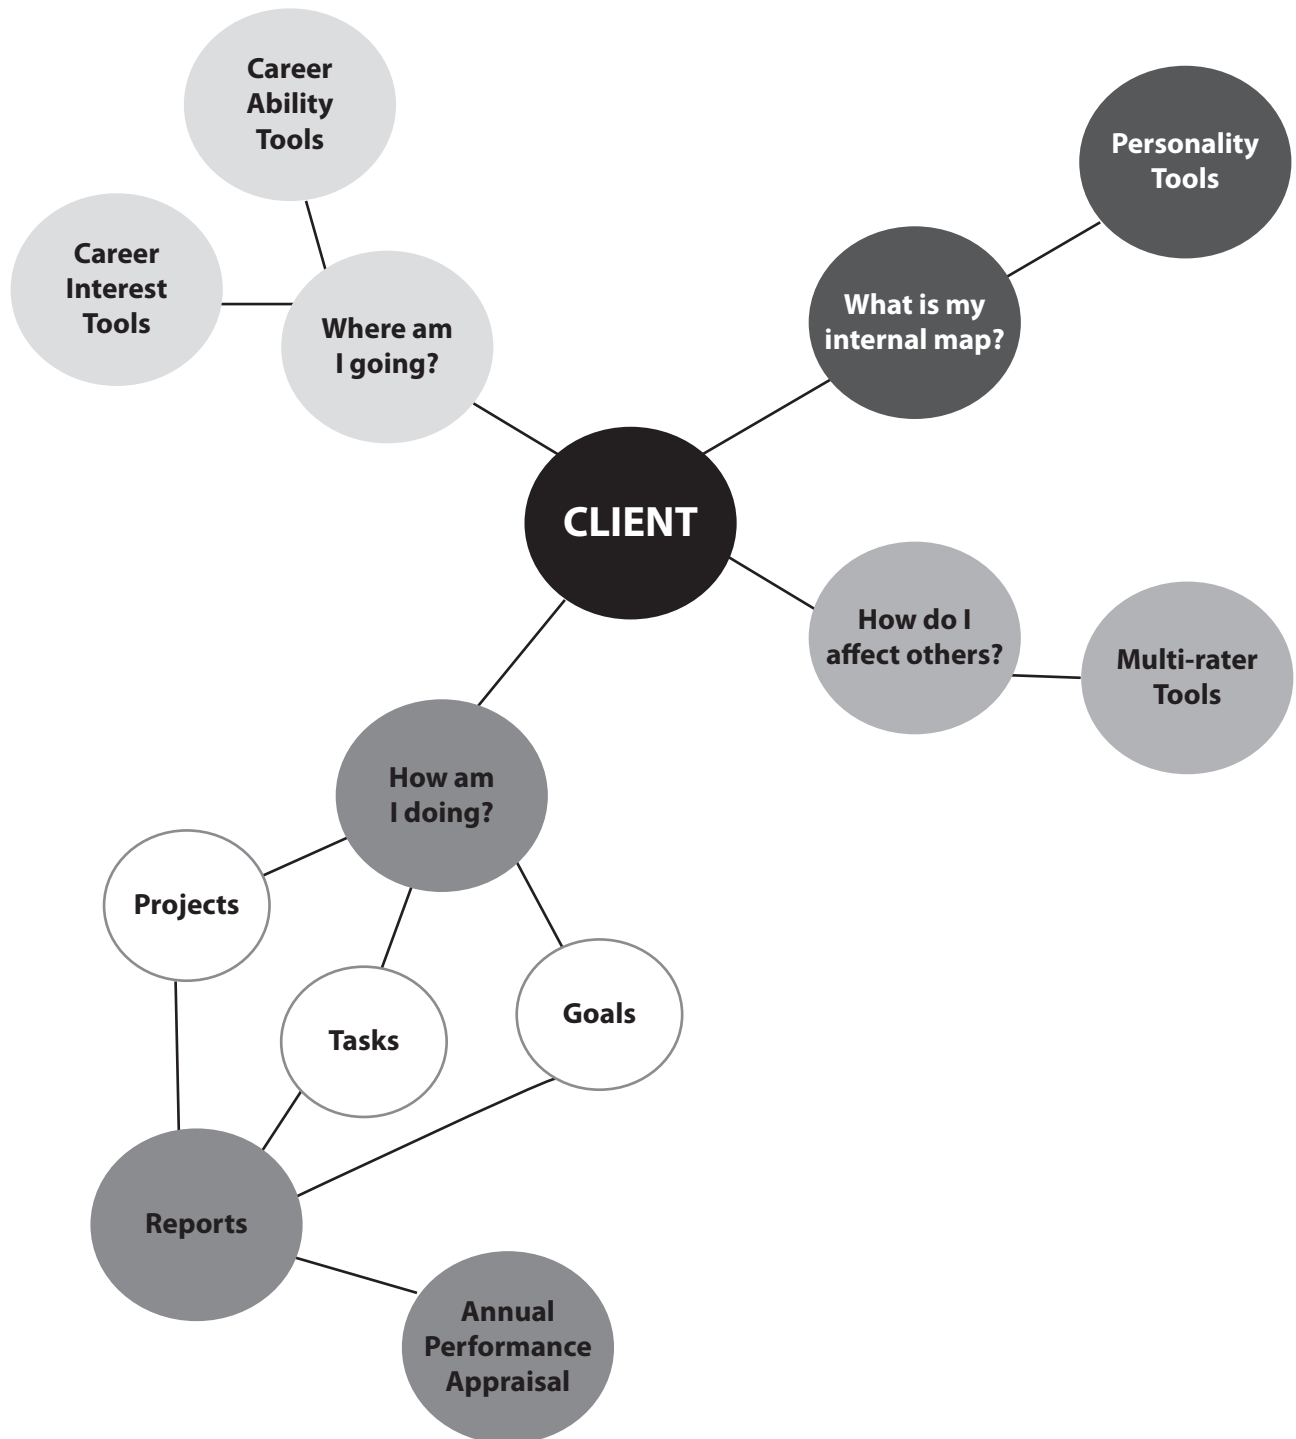 Career
Ability
Tools
Personality
Tools
Career
Interest
Tools
What is my
internal map?
Where am
I going?
CLIENT
How do I
affect others?
Multi-rater
Tools
How am
I doing?
Projects
Tasks
Goals
Reports
Annual
Performance
Appraisal